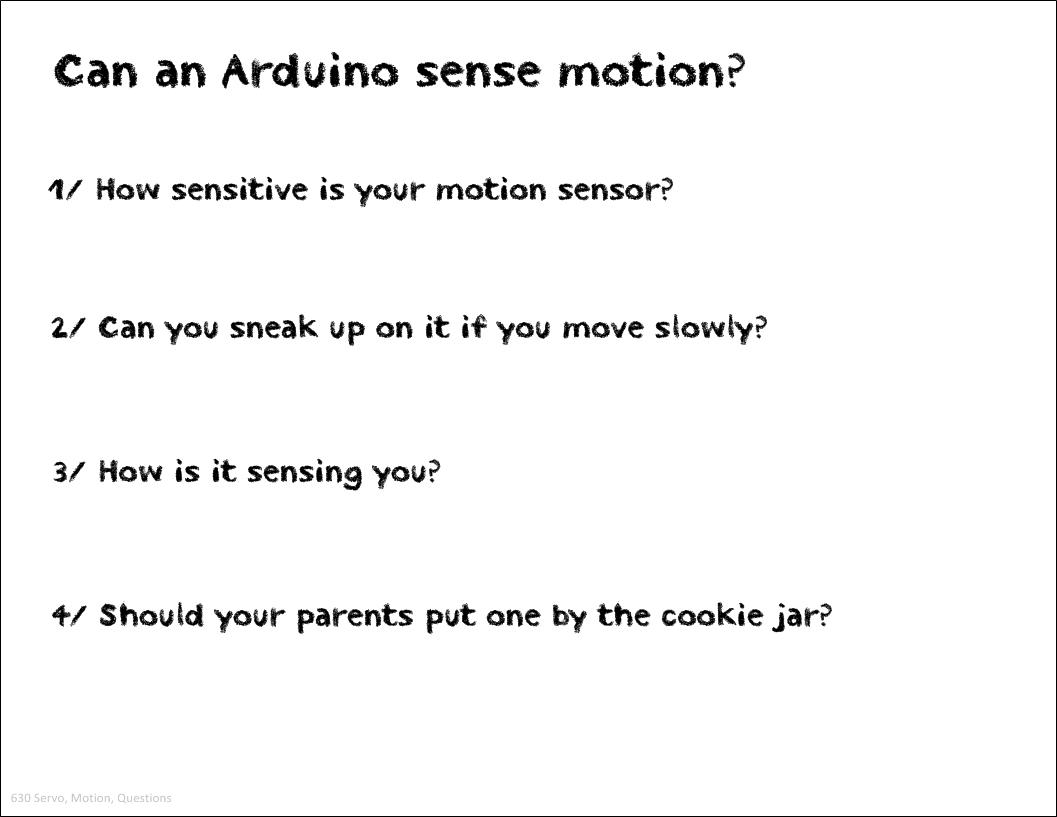 Can an Arduino sense motion?
1/ How sensitive is your motion sensor?
2/ Can you sneak up on it if you move slowly?
3/ How is it sensing you?
4/ Should your parents put one by the cookie jar?
630 Servo, Motion, Questions